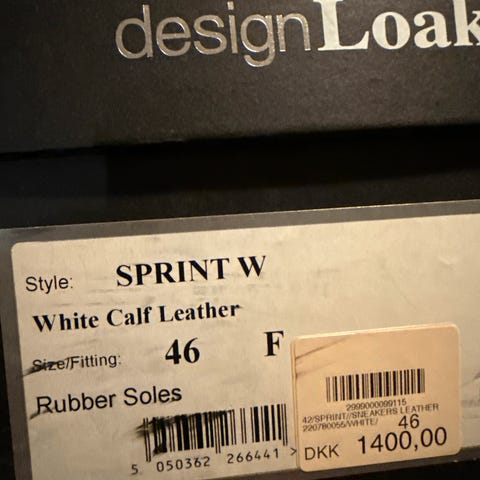 designLoak
Style: SPRINT W
White Calf Leather
Size/Fitting: 46 F
Rubber Soles
5 050362 266441 >
2999000099115
42/SPRINT//SNEAKERS LEATHER
220780055/WHITE/ 46
DKK 1400,00